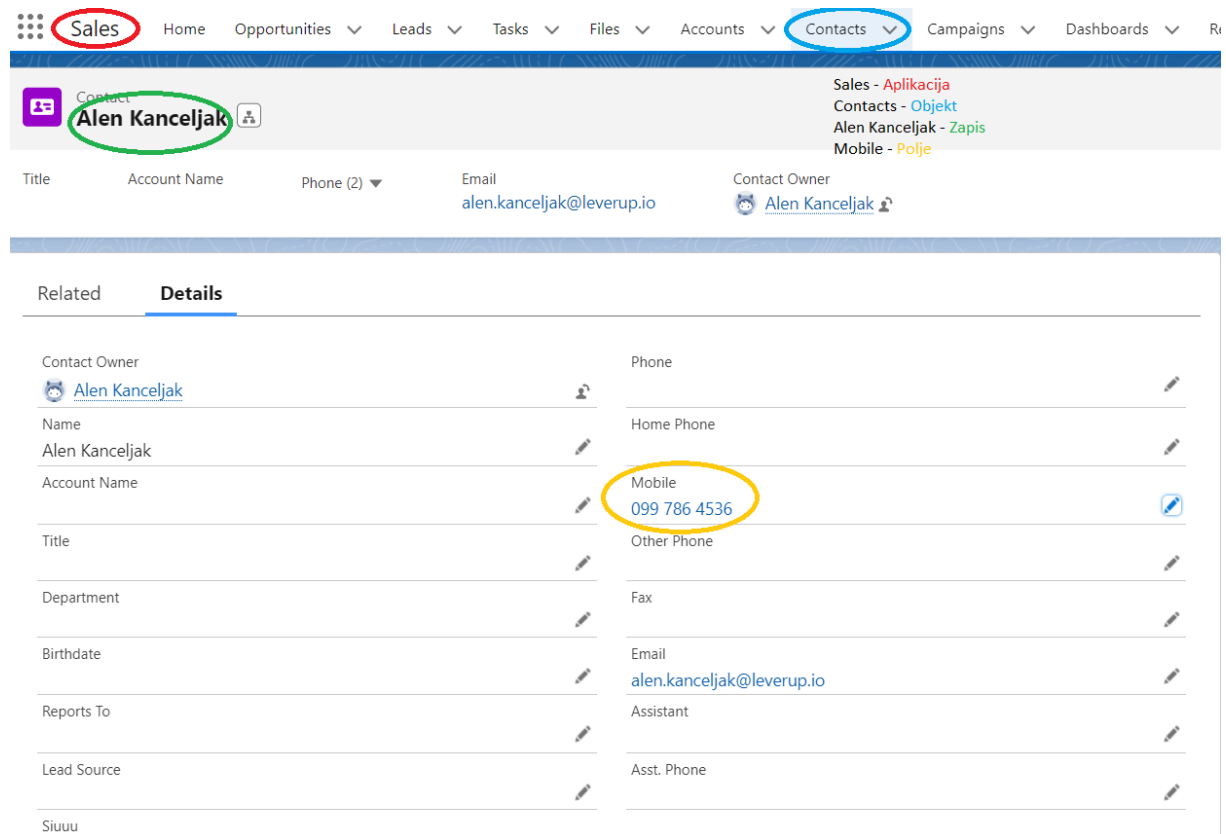 Sales Home Opportunities Leads Tasks Files Accounts Contacts Campaigns Dashboards
Contact
Alen Kanceljak
Sales - Aplikacija
Contacts - Objekt
Alen Kanceljak - Zapis
Mobile - Polje
Title Account Name Phone (2) Email Contact Owner
alen.kanceljak@leverup.io Alen Kanceljak
Related Details
Contact Owner Phone
Alen Kanceljak
Name Home Phone
Alen Kanceljak
Account Name Mobile
099 786 4536
Title Other Phone
Department Fax
Birthdate Email
alen.kanceljak@leverup.io
Reports To Assistant
Lead Source Asst. Phone
Siuuu